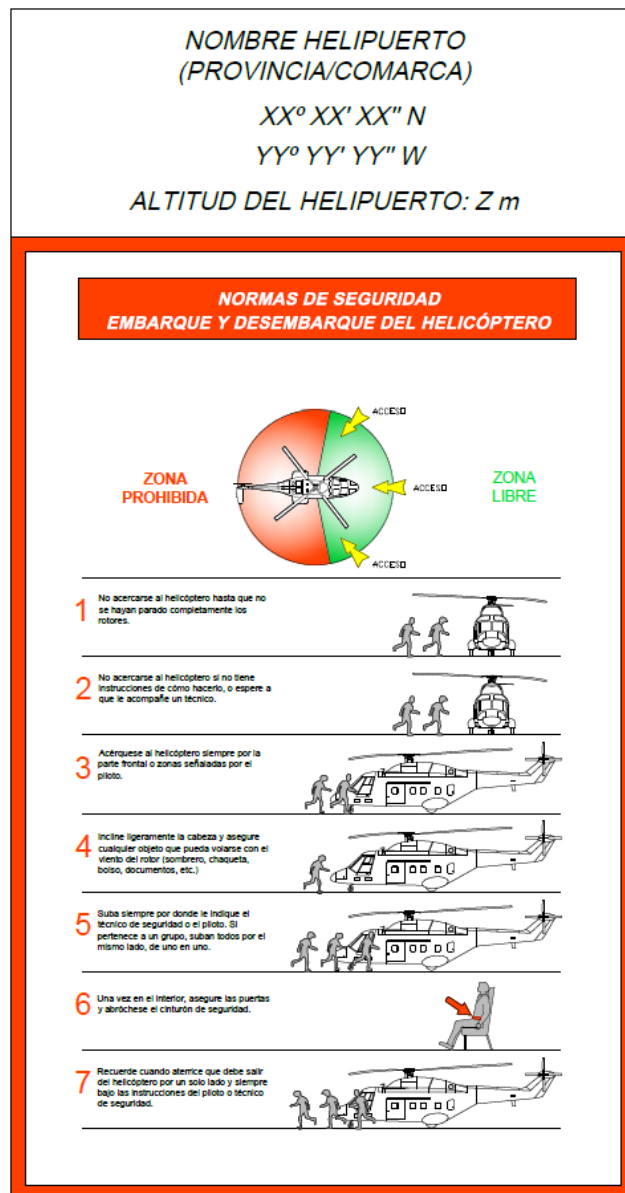 NOMBRE HELIPUERTO
(PROVINCIA/COMARCA)
XXº XX' XX" N
YYº YY' YY" W
ALTITUD DEL HELIPUERTO: Z m
NORMAS DE SEGURIDAD
EMBARQUE Y DESEMBARQUE DEL HELICÓPTERO
ACCESO
ZONA
PROHIBIDA
ACCESO
ZONA
LIBRE
ACCESO
1
No acercarse al helicóptero hasta que no
se hayan parado completamente los
rotores.
2
No acercarse al helicóptero si no tiene
instrucciones de cómo hacerlo, o espere a
que le acompañe un técnico.
3
Acérquese al helicóptero siempre por la
parte frontal o zonas señaladas por el
piloto.
4
Incline ligeramente la cabeza y asegure
cualquier objeto que pueda volarse con el
viento del rotor (sombrero, chaqueta,
bolso, documentos, etc.)
5
Suba siempre por donde le indique el
técnico de seguridad o el piloto. Si
pertenece a un grupo, suban todos por el
mismo lado, de uno en uno.
6
Una vez en el interior, asegure las puertas
y abróchese el cinturón de seguridad.
7
Recuerde cuando aterrice que debe salir
del helicóptero por un solo lado y siempre
bajo las instrucciones del piloto o técnico
de seguridad.